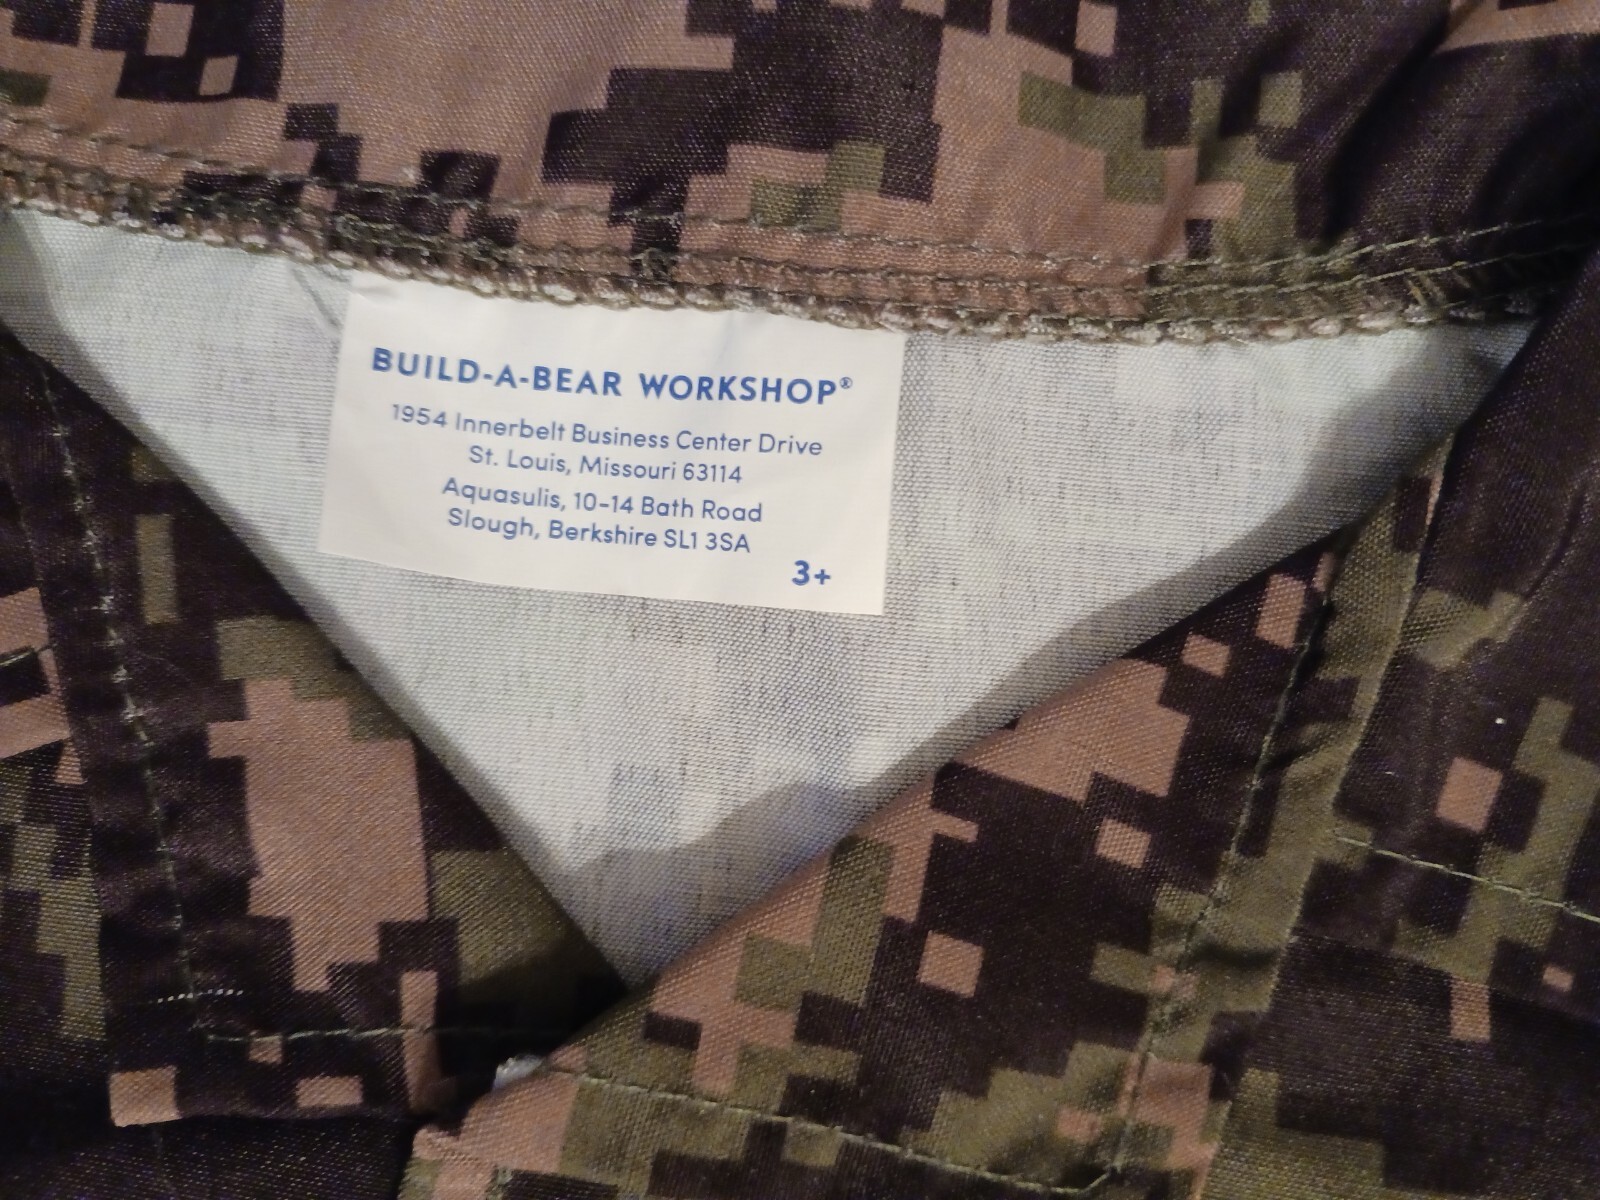 BUILD-A-BEAR WORKSHOP®
1954 Innerbelt Business Center Drive
St. Louis, Missouri 63114
Aquasulis, 10-14 Bath Road
Slough, Berkshire SL1 3SA
3+